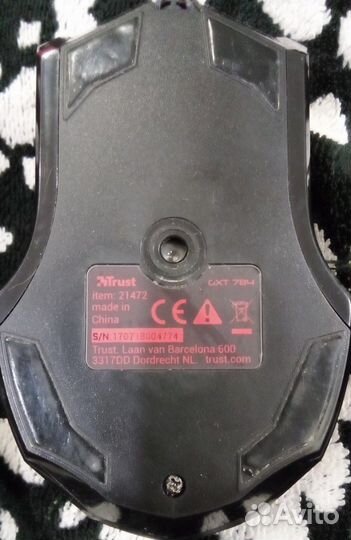 Trust GXT 784
item: 21472
made in
China
S/N 170718004774
Trust. Laan van Barcelona 600
3317DD Dordrecht NL. trust.com
Avito